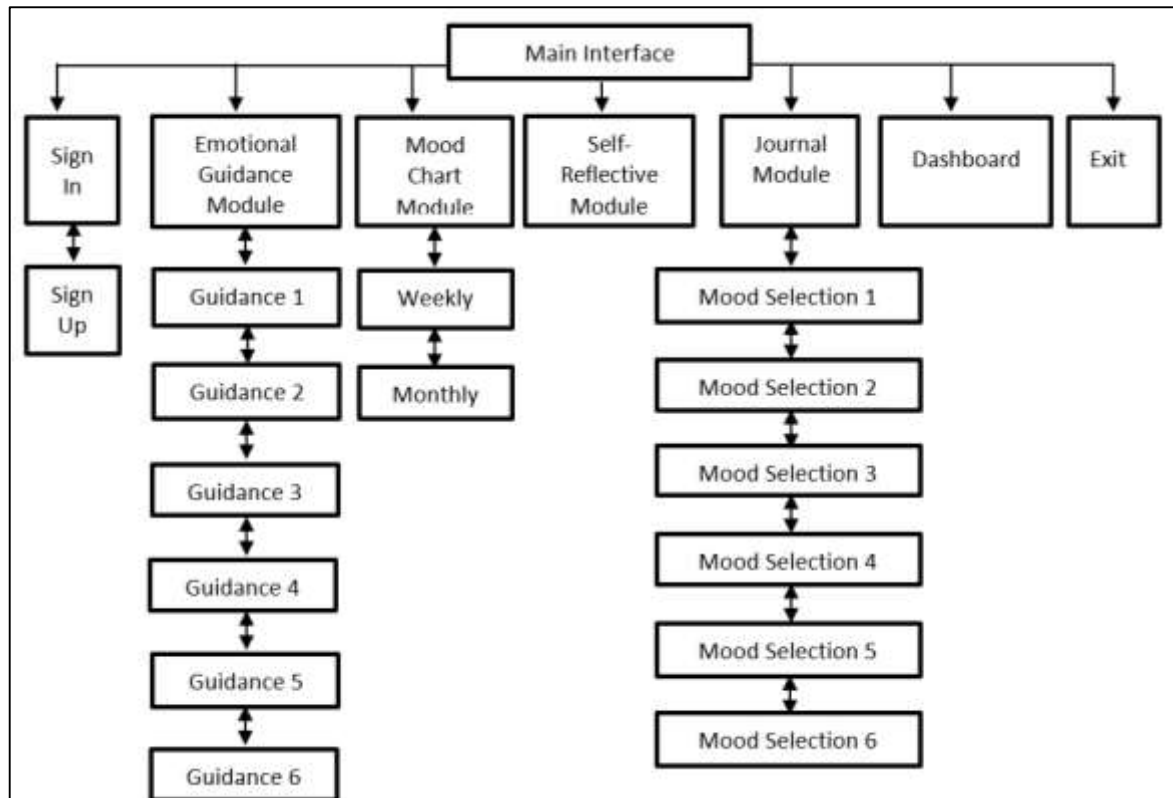 Main Interface
Sign
In
Emotional
Guidance
Module
Mood
Chart
Module
Self-
Reflective
Module
Journal
Module
Dashboard
Exit
Sign
Up
Guidance 1
Weekly
Mood Selection 1
Guidance 2
Monthly
Mood Selection 2
Guidance 3
Mood Selection 3
Guidance 4
Mood Selection 4
Guidance 5
Mood Selection 5
Guidance 6
Mood Selection 6